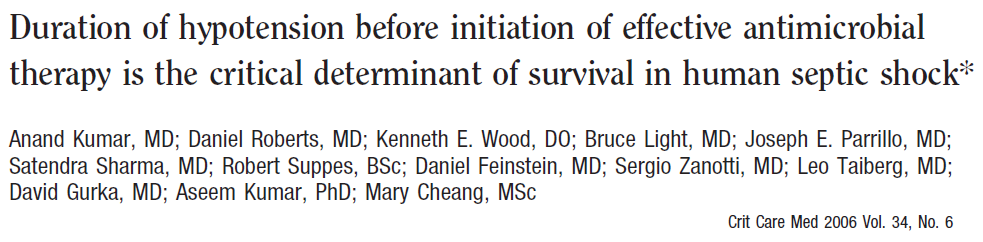 Duration of hypotension before initiation of effective antimicrobial
therapy is the critical determinant of survival in human septic shock*
Anand Kumar, MD; Daniel Roberts, MD; Kenneth E. Wood, DO; Bruce Light, MD; Joseph E. Parrillo, MD;
Satendra Sharma, MD; Robert Suppes, BSc; Daniel Feinstein, MD; Sergio Zanotti, MD; Leo Taiberg, MD;
David Gurka, MD; Aseem Kumar, PhD; Mary Cheang, MSc
Crit Care Med 2006 Vol. 34, No. 6